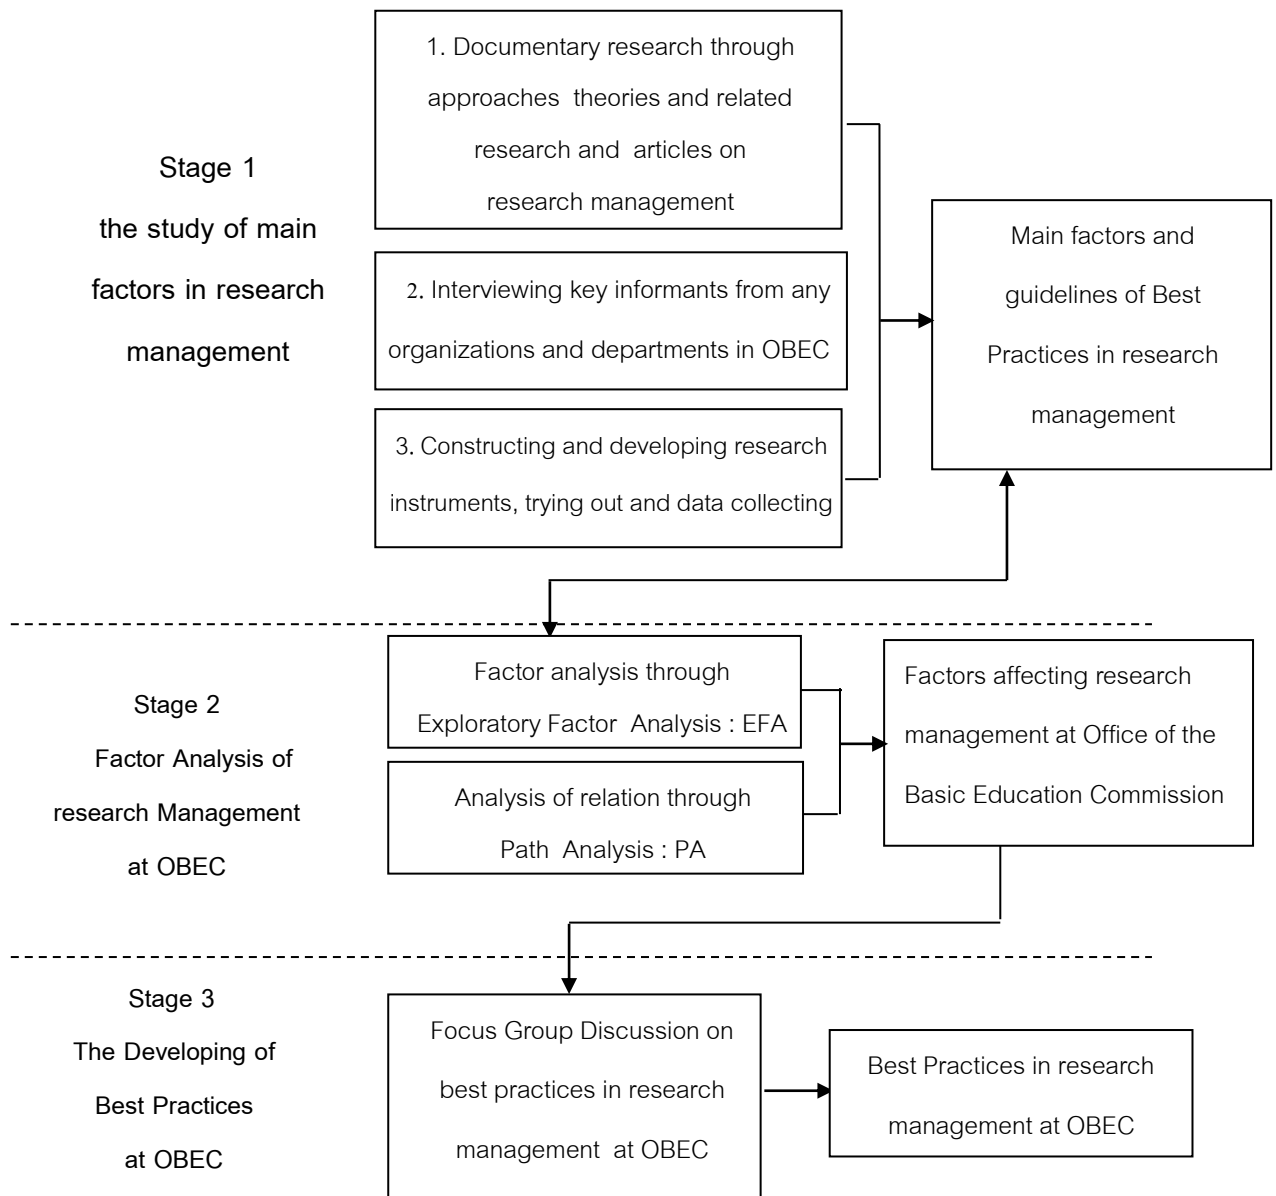 Stage 1
the study of main
factors in research
management
1. Documentary research through
approaches theories and related
research and articles on
research management
2. Interviewing key informants from any
organizations and departments in OBEC
3. Constructing and developing research
instruments, trying out and data collecting
Main factors and
guidelines of Best
Practices in research
management
Stage 2
Factor Analysis of
research Management
at OBEC
Factor analysis through
Exploratory Factor Analysis : EFA
Analysis of relation through
Path Analysis : PA
Factors affecting research
management at Office of the
Basic Education Commission
Stage 3
The Developing of
Best Practices
at OBEC
Focus Group Discussion on
best practices in research
management at OBEC
Best Practices in research
management at OBEC